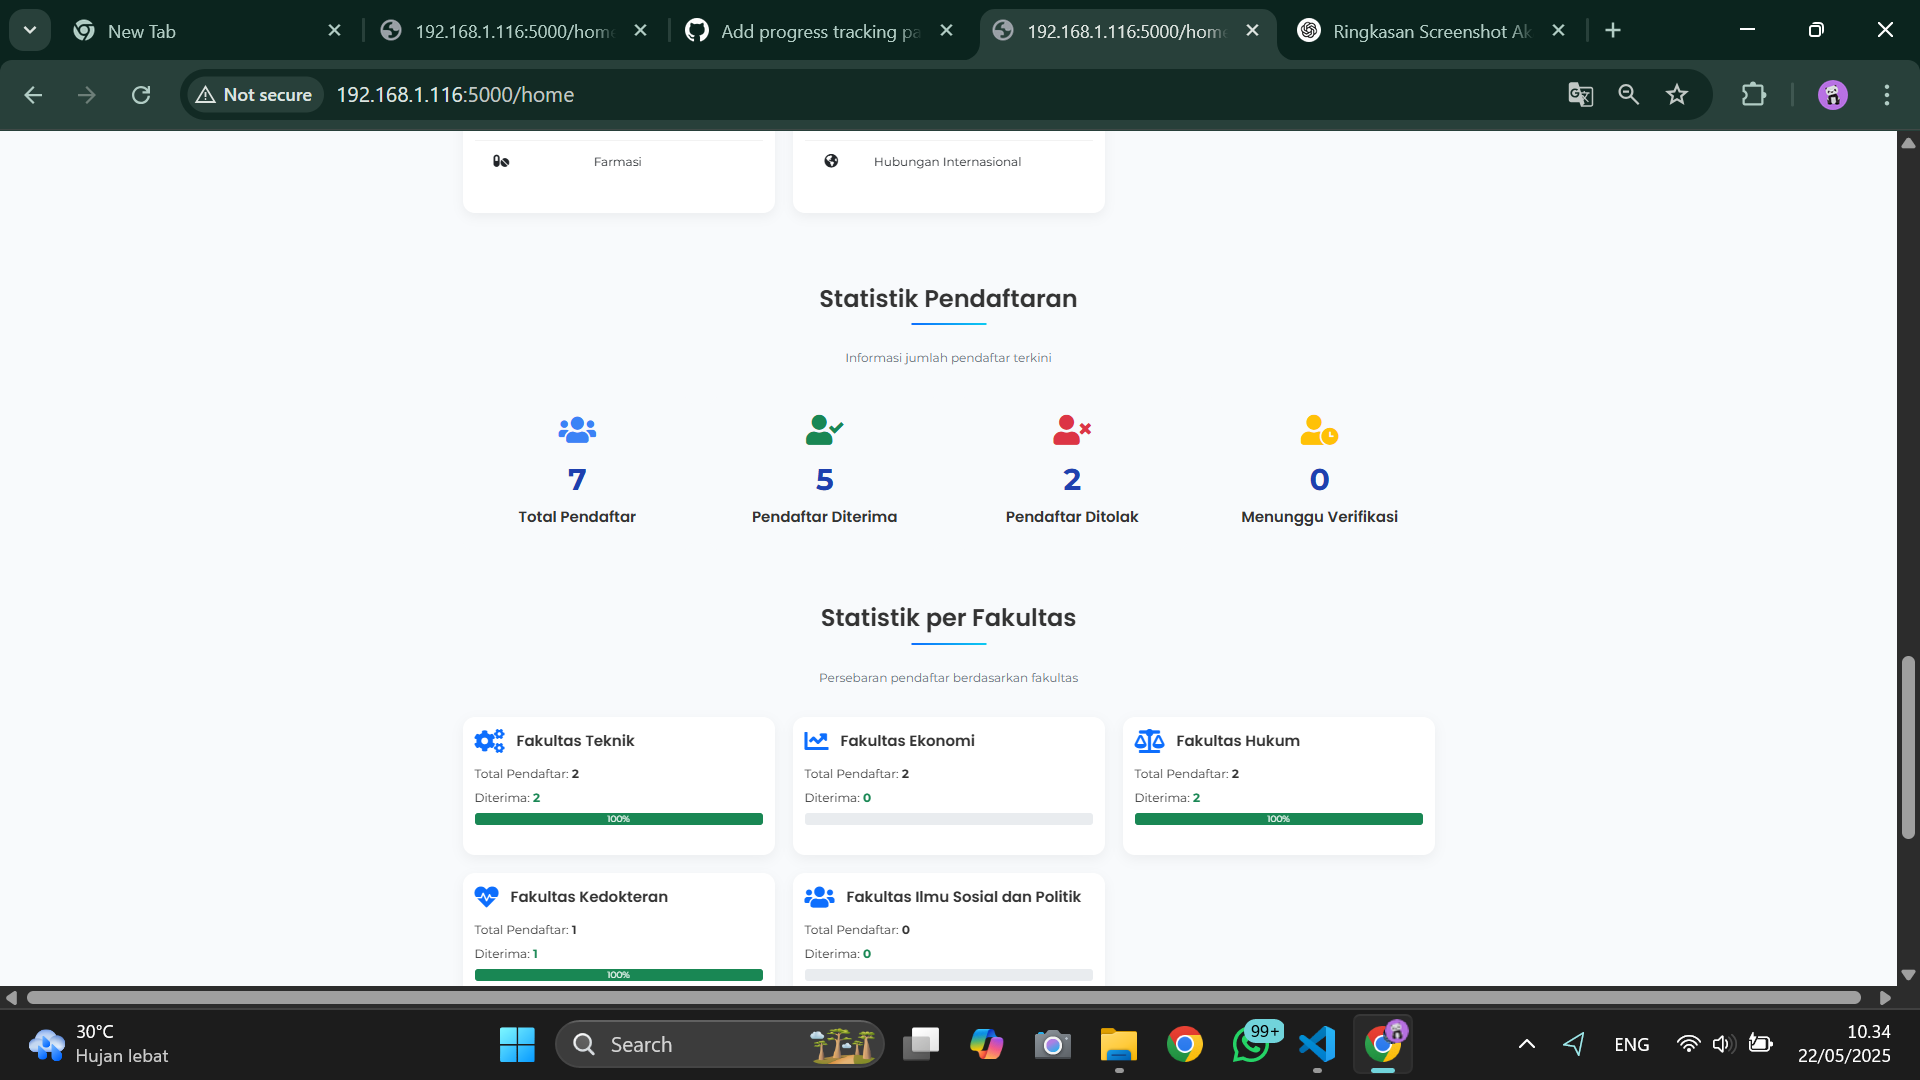 New Tab
192.168.1.116:5000/home
Add progress tracking pa
192.168.1.116:5000/home
Ringkasan Screenshot Ak
Not secure
192.168.1.116:5000/home
Farmasi
Hubungan Internasional
Statistik Pendaftaran
Informasi jumlah pendaftar terkini
7
5
2
0
Total Pendaftar
Pendaftar Diterima
Pendaftar Ditolak
Menunggu Verifikasi
Statistik per Fakultas
Persebaran pendaftar berdasarkan fakultas
Fakultas Teknik
Total Pendaftar: 2
Diterima: 2
100%
Fakultas Ekonomi
Total Pendaftar: 2
Diterima: 0
Fakultas Hukum
Total Pendaftar: 2
Diterima: 2
100%
Fakultas Kedokteran
Total Pendaftar: 1
Diterima: 1
100%
Fakultas Ilmu Sosial dan Politik
Total Pendaftar: 0
Diterima: 0
30°C
Hujan lebat
Search
99+
ENG
10.34
22/05/2025